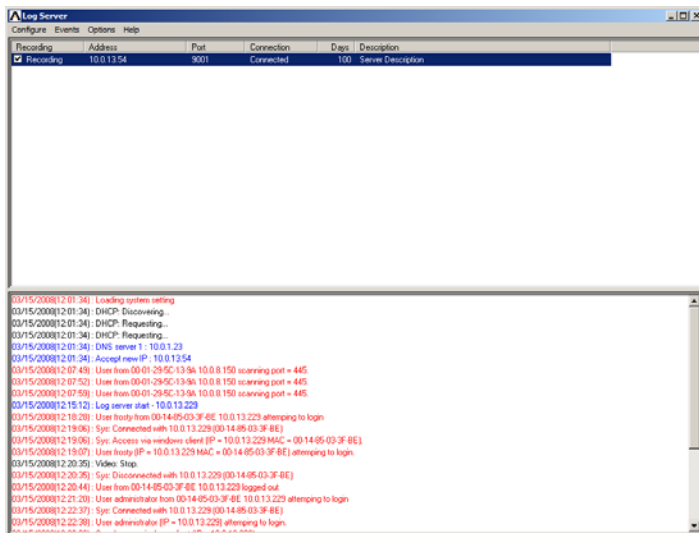 Log Server
Configure Events Options Help
Recording Address Port Connection Days Description
Recording 10.0.13.54 9001 Connected 100 Server Description
03/15/2008(12:01:34) : Loading system setting
03/15/2008(12:01:34) : DHCP: Discovering...
03/15/2008(12:01:34) : DHCP: Requesting...
03/15/2008(12:01:34) : DHCP: Requesting...
03/15/2008(12:01:34) : DNS server 1 : 10.0.1.23
03/15/2008(12:01:34) : Accept new IP : 10.0.13.54
03/15/2008(12:07:49) : User from 00-01-29-5C-13-9A 10.0.8.150 scanning port = 445.
03/15/2008(12:07:52) : User from 00-01-29-5C-13-9A 10.0.8.150 scanning port = 445.
03/15/2008(12:07:59) : User from 00-01-29-5C-13-9A 10.0.8.150 scanning port = 445.
03/15/2008(12:15:12) : Log server start - 10.0.13.229
03/15/2008(12:18:28) : User frosty from 00-14-85-03-3F-BE 10.0.13.229 attemping to login
03/15/2008(12:19:06) : Sys: Connected with 10.0.13.229 (00-14-85-03-3F-BE)
03/15/2008(12:19:06) : Sys: Access via windows client (IP = 10.0.13.229 MAC = 00-14-85-03-3F-BE).
03/15/2008(12:19:07) : User frosty (IP = 10.0.13.229 MAC = 00-14-85-03-3F-BE) attemping to login.
03/15/2008(12:20:35) : Video: Stop.
03/15/2008(12:20:35) : Sys: Disconnected with 10.0.13.229 (00-14-85-03-3F-BE)
03/15/2008(12:20:44) : User from 00-14-85-03-3F-BE 10.0.13.229 logged out
03/15/2008(12:21:20) : User administrator from 00-14-85-03-3F-BE 10.0.13.229 attemping to login
03/15/2008(12:22:37) : Sys: Connected with 10.0.13.229 (00-14-85-03-3F-BE)
03/15/2008(12:22:38) : User administrator (IP = 10.0.13.229) attemping to login.